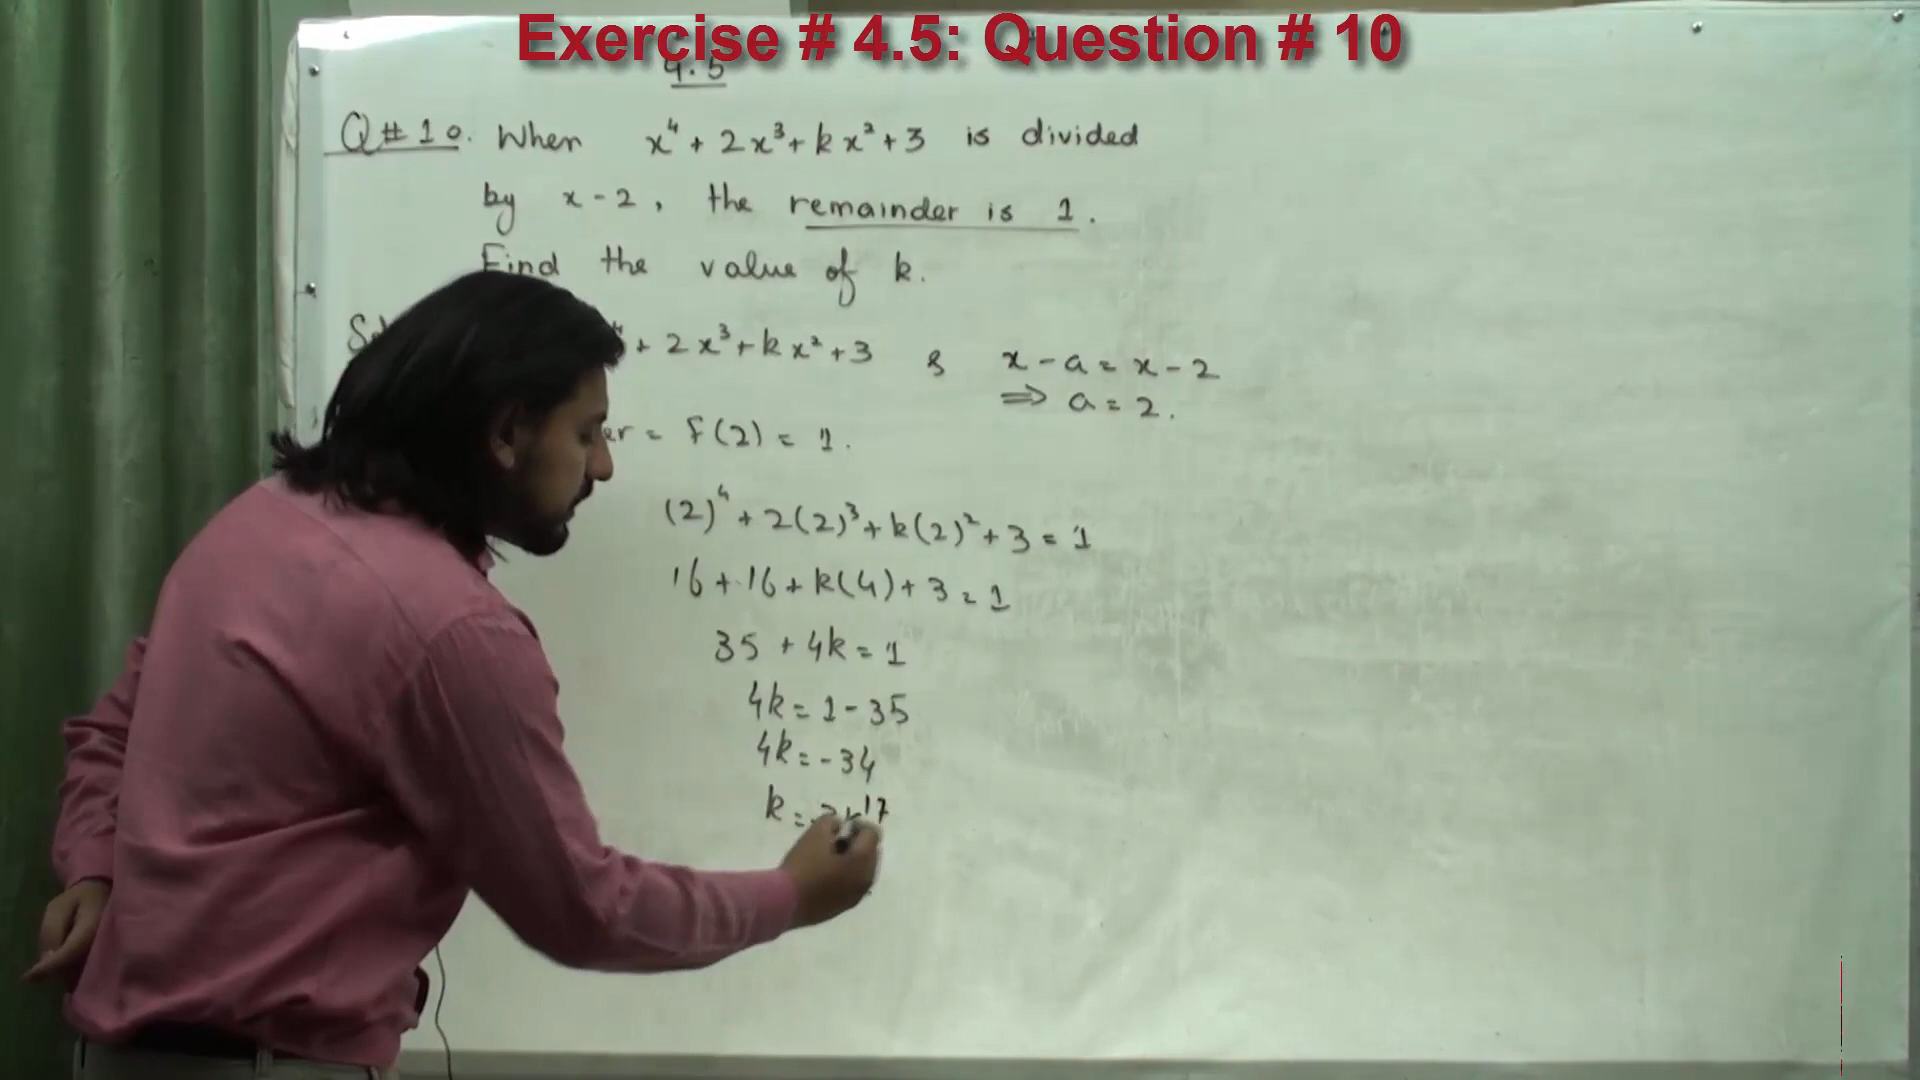 Exercise # 4.5: Question # 10
4.5
Q#10. When x⁴ + 2x³ + kx² + 3 is divided
by x - 2, the remainder is 1.
Find the value of k.
+ 2x³ + kx² + 3 & x - a = x - 2
⇒ a = 2.
er = f(2) = 1.
(2)⁴ + 2(2)³ + k(2)² + 3 = 1
16 + 16 + k(4) + 3 = 1
35 + 4k = 1
4k = 1 - 35
4k = -34
k = - 17